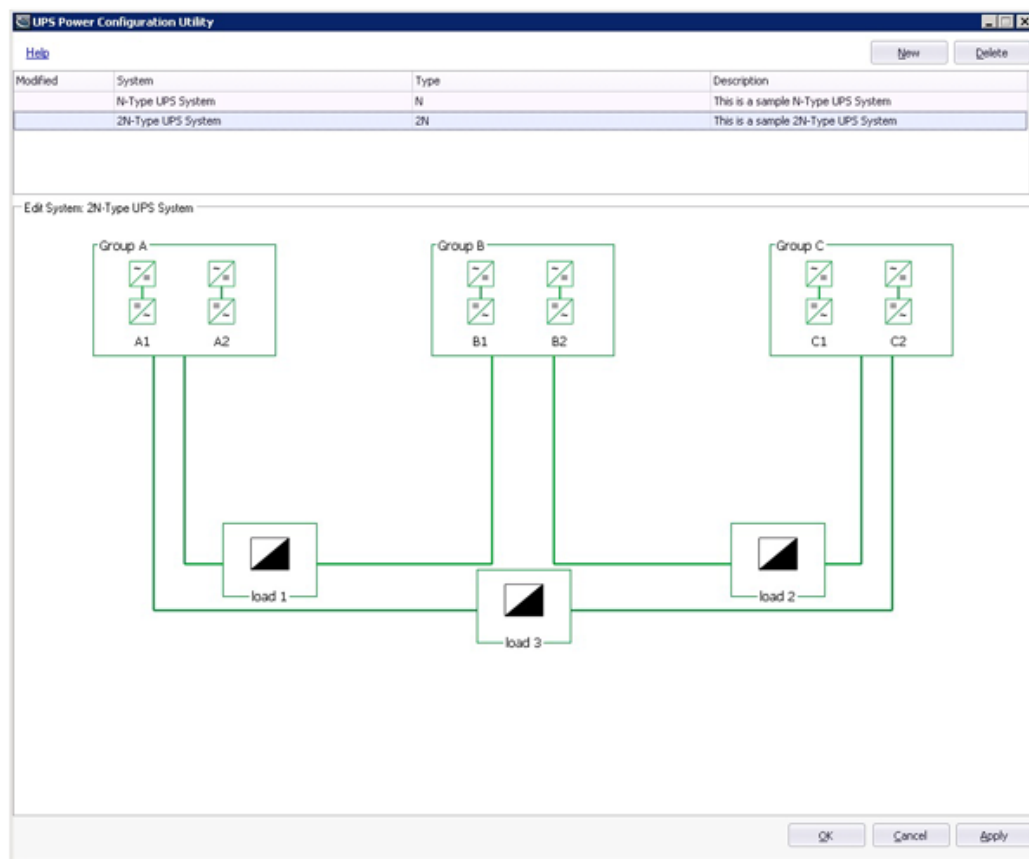 UPS Power Configuration Utility
Help
New
Delete
Modified System Type Description
N-Type UPS System N This is a sample N-Type UPS System
2N-Type UPS System 2N This is a sample 2N-Type UPS System
Edit System: 2N-Type UPS System
Group A Group B Group C
A1 A2 B1 B2 C1 C2
load 1 load 2
load 3
OK Cancel Apply